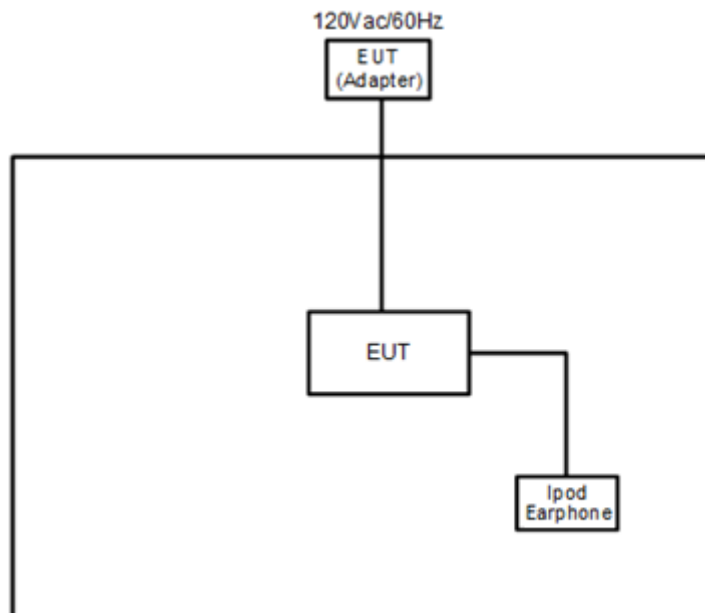 120Vac/60Hz
EUT
(Adapter)
EUT
Ipod
Earphone